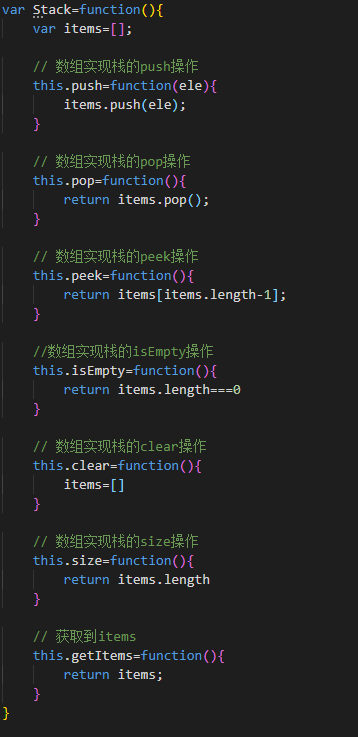 var Stack=function(){
    var items=[];

    // 数组实现栈的push操作
    this.push=function(ele){
        items.push(ele);
    }

    // 数组实现栈的pop操作
    this.pop=function(){
        return items.pop();
    }

    // 数组实现栈的peek操作
    this.peek=function(){
        return items[items.length-1];
    }

    //数组实现栈的isEmpty操作
    this.isEmpty=function(){
        return items.length===0
    }

    // 数组实现栈的clear操作
    this.clear=function(){
        items=[]
    }

    // 数组实现栈的size操作
    this.size=function(){
        return items.length
    }

    // 获取到items
    this.getItems=function(){
        return items;
    }
}